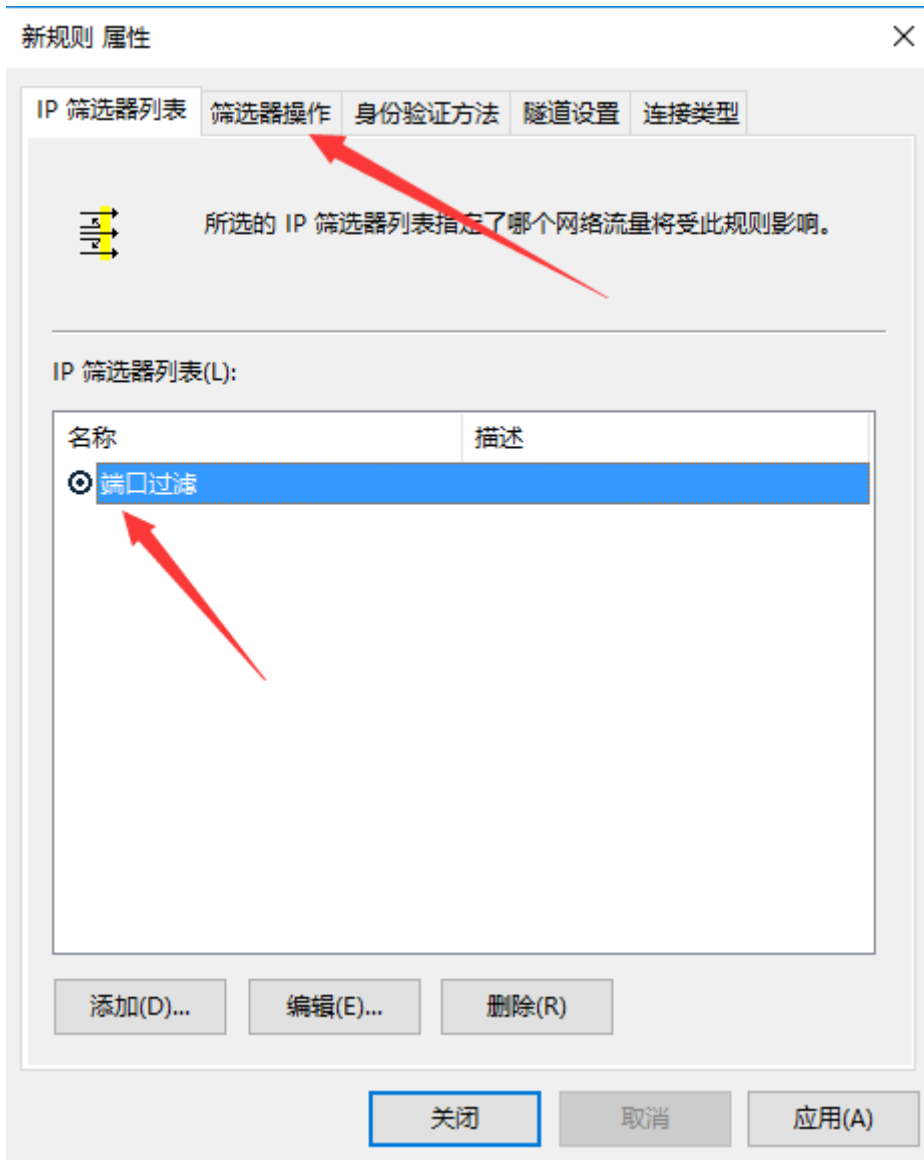 新规则 属性
IP 筛选器列表 筛选器操作 身份验证方法 隧道设置 连接类型
所选的 IP 筛选器列表指定了哪个网络流量将受此规则影响。
IP 筛选器列表(L):
名称 描述
端口过滤
添加(D)... 编辑(E)... 删除(R)
关闭 取消 应用(A)